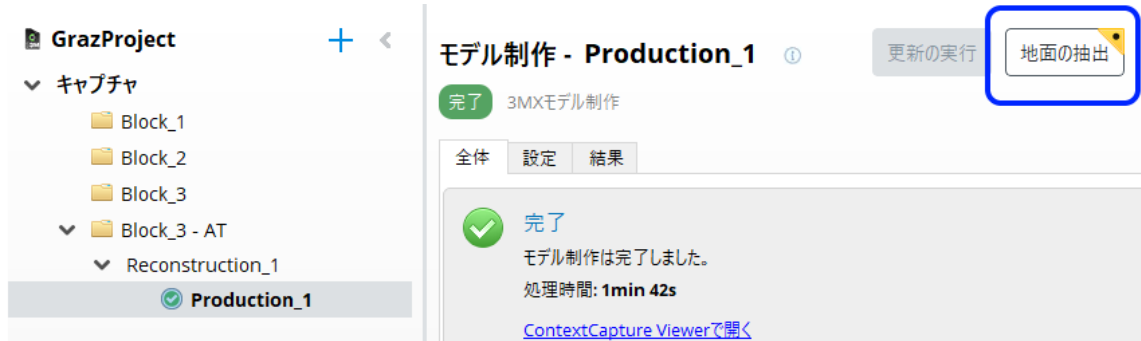 GrazProject
キャプチャ
Block_1
Block_2
Block_3
Block_3 - AT
Reconstruction_1
Production_1
モデル制作 - Production_1
更新の実行
地面の抽出
完了 3MXモデル制作
全体 設定 結果
完了
モデル制作は完了しました。
処理時間: 1min 42s
ContextCapture Viewerで開く